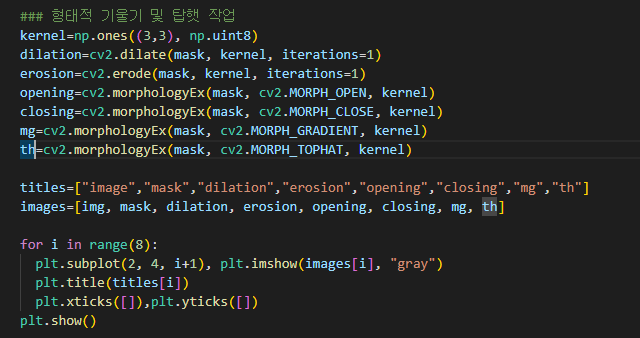 ### 형태적 기울기 및 탑햇 작업
kernel=np.ones((3,3), np.uint8)
dilation=cv2.dilate(mask, kernel, iterations=1)
erosion=cv2.erode(mask, kernel, iterations=1)
opening=cv2.morphologyEx(mask, cv2.MORPH_OPEN, kernel)
closing=cv2.morphologyEx(mask, cv2.MORPH_CLOSE, kernel)
mg=cv2.morphologyEx(mask, cv2.MORPH_GRADIENT, kernel)
th=cv2.morphologyEx(mask, cv2.MORPH_TOPHAT, kernel)

titles=["image","mask","dilation","erosion","opening","closing","mg","th"]
images=[img, mask, dilation, erosion, opening, closing, mg, th]

for i in range(8):
  plt.subplot(2, 4, i+1), plt.imshow(images[i], "gray")
  plt.title(titles[i])
  plt.xticks([]),plt.yticks([])
plt.show()